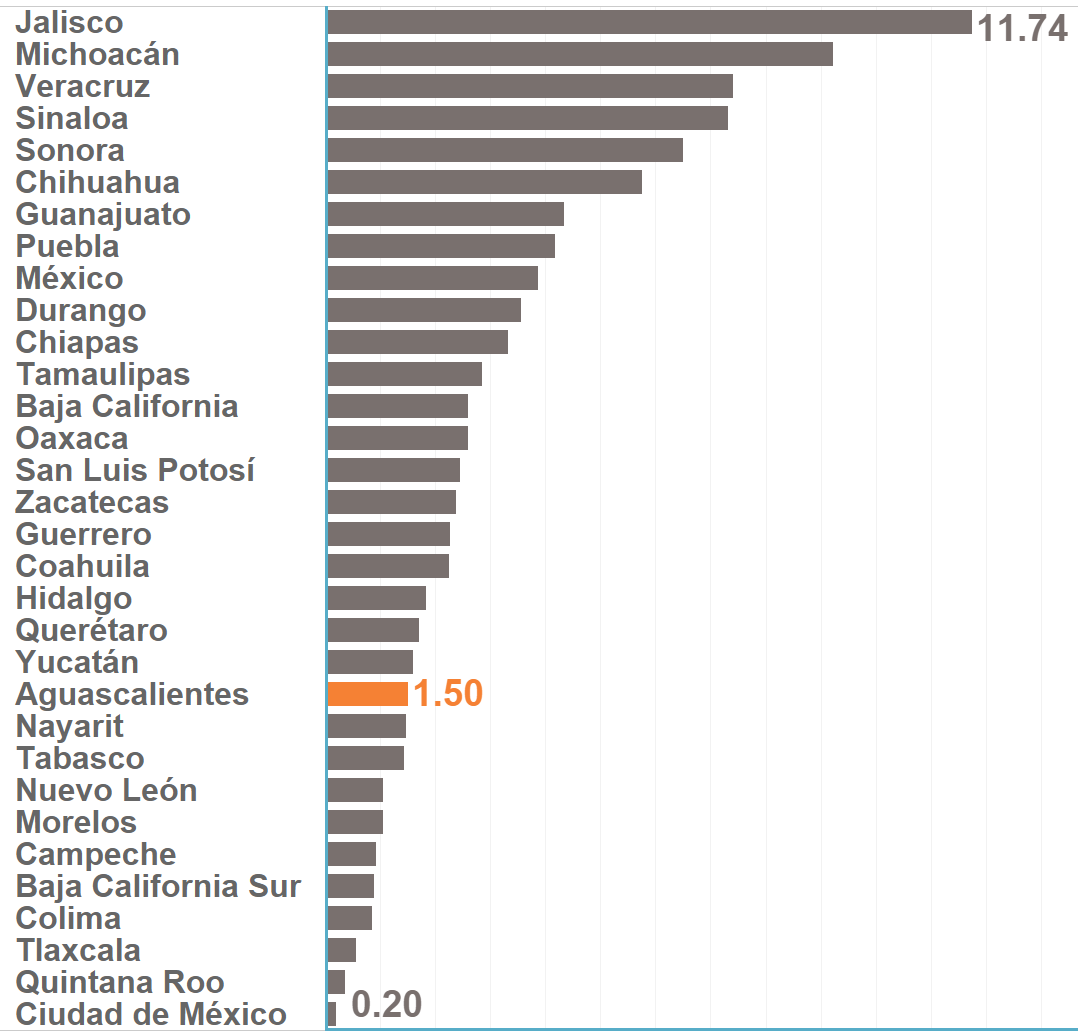 Jalisco 11.74
Michoacán
Veracruz
Sinaloa
Sonora
Chihuahua
Guanajuato
Puebla
México
Durango
Chiapas
Tamaulipas
Baja California
Oaxaca
San Luis Potosí
Zacatecas
Guerrero
Coahuila
Hidalgo
Querétaro
Yucatán
Aguascalientes 1.50
Nayarit
Tabasco
Nuevo León
Morelos
Campeche
Baja California Sur
Colima
Tlaxcala
Quintana Roo
Ciudad de México 0.20